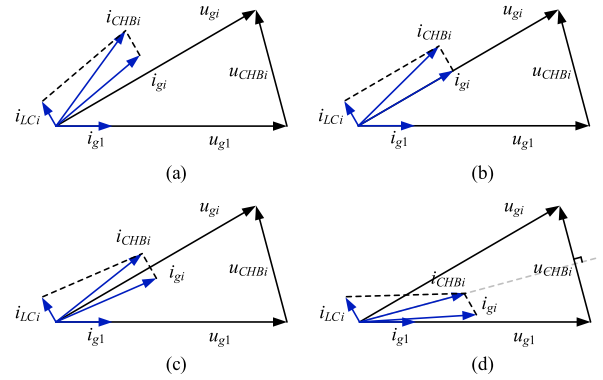 u_gi
i_CHBi
i_gi
u_CHBi
i_LCi
i_g1
u_g1
(a)
u_gi
i_CHBi
i_gi
u_CHBi
i_LCi
i_g1
u_g1
(b)
u_gi
i_CHBi
i_gi
u_CHBi
i_LCi
i_g1
u_g1
(c)
u_gi
i_CHBi
u_CHBi
i_gi
i_LCi
i_g1
u_g1
(d)